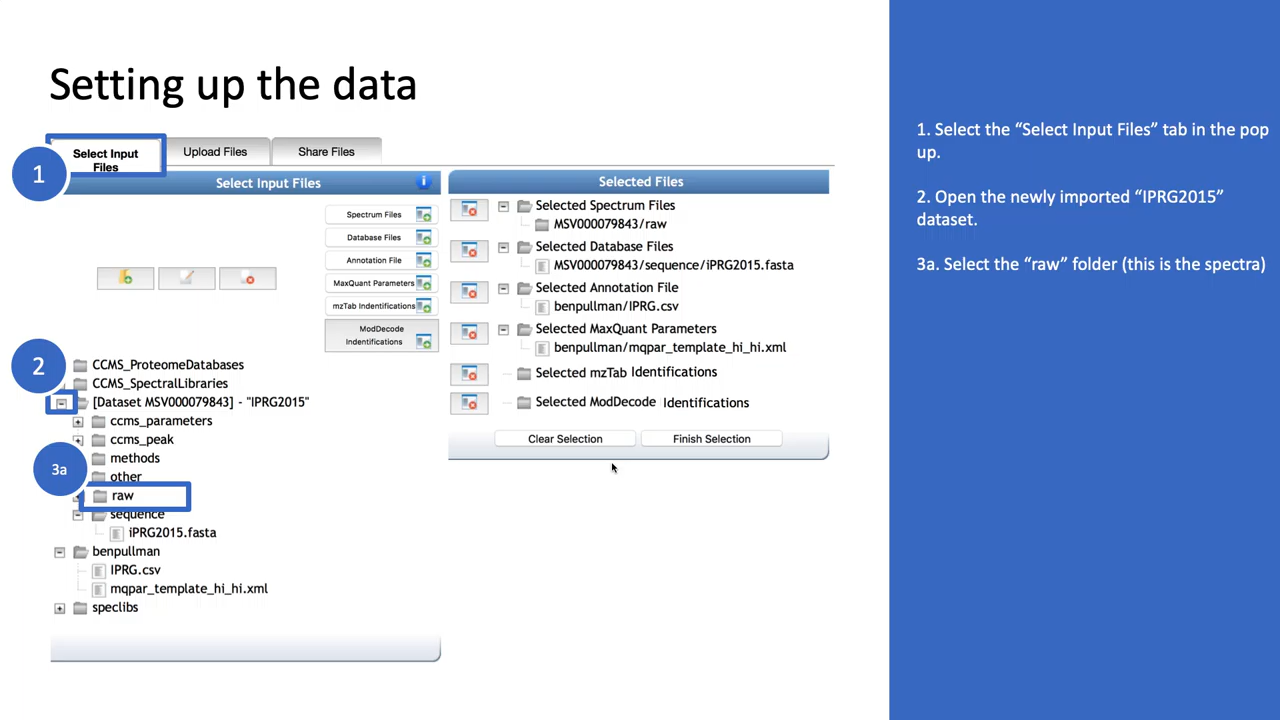 Setting up the data
1
Select Input
Files
Upload Files
Share Files
Select Input Files
i
Spectrum Files
Database Files
Annotation File
MaxQuant Parameters
mzTab Indentifications
ModDecode
Indentifications
2
CCMS_ProteomeDatabases
CCMS_SpectralLibraries
[Dataset MSV000079843] - "IPRG2015"
ccms_parameters
ccms_peak
methods
3a
other
raw
sequence
iPRG2015.fasta
benpullman
IPRG.csv
mqpar_template_hi_hi.xml
speclibs
Selected Files
Selected Spectrum Files
MSV000079843/raw
Selected Database Files
MSV000079843/sequence/iPRG2015.fasta
Selected Annotation File
benpullman/IPRG.csv
Selected MaxQuant Parameters
benpullman/mqpar_template_hi_hi.xml
Selected mzTab Identifications
Selected ModDecode Identifications
Clear Selection
Finish Selection
1. Select the “Select Input Files” tab in the pop
up.
2. Open the newly imported “IPRG2015”
dataset.
3a. Select the “raw” folder (this is the spectra)